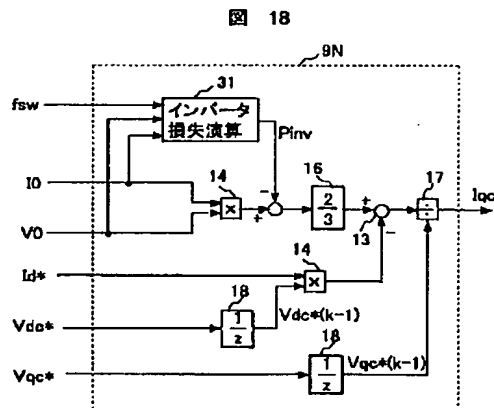 図 18
9N
31
fsw
インバータ
損失演算
Pinv
I0
14
×
16
2
3
17
÷
Iqc
13
V0
14
×
Id*
18
1
z
Vdc*(k-1)
Vdc*
18
1
z
Vqc*(k-1)
Vqc*